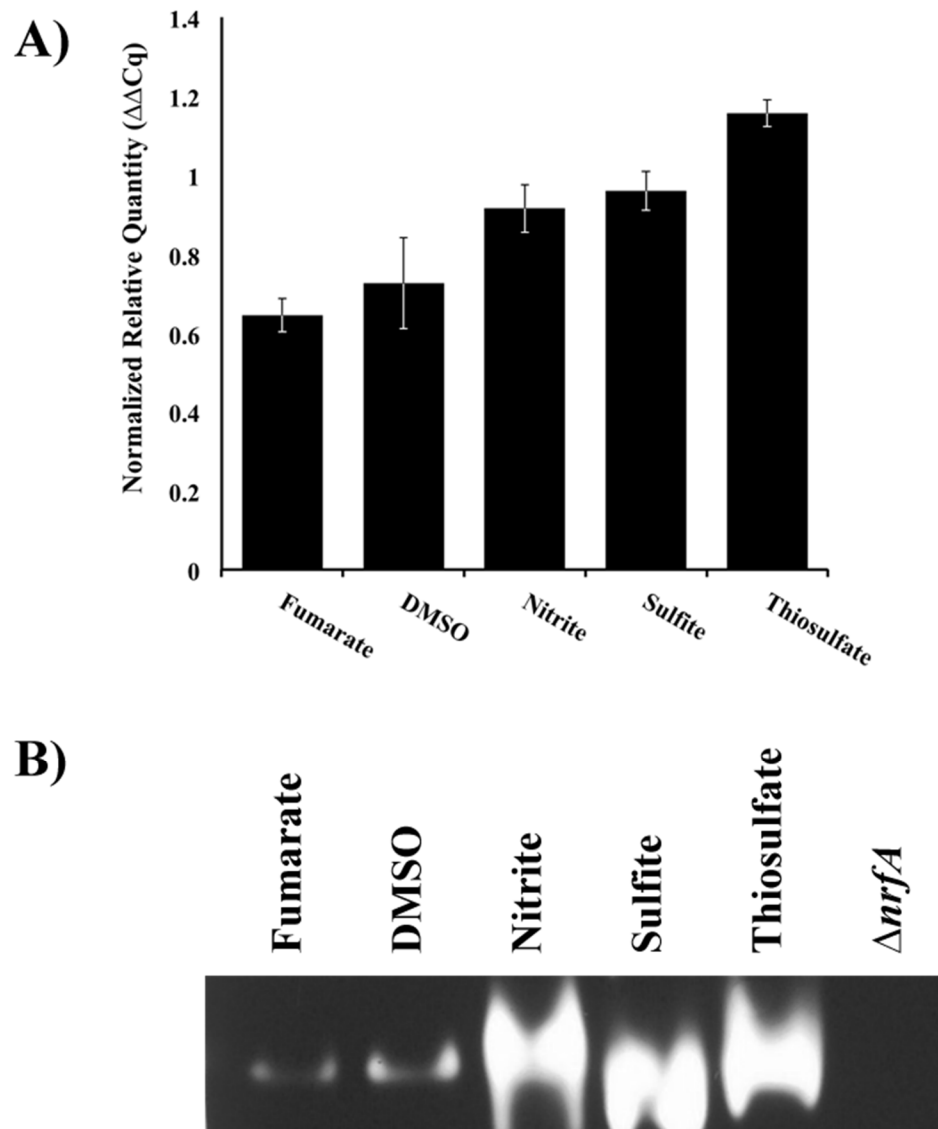 A)
Normalized Relative Quantity (ΔΔCq)
1.4
1.2
1
0.8
0.6
0.4
0.2
0
Fumarate
DMSO
Nitrite
Sulfite
Thiosulfate
B)
Fumarate
DMSO
Nitrite
Sulfite
Thiosulfate
ΔnrfA